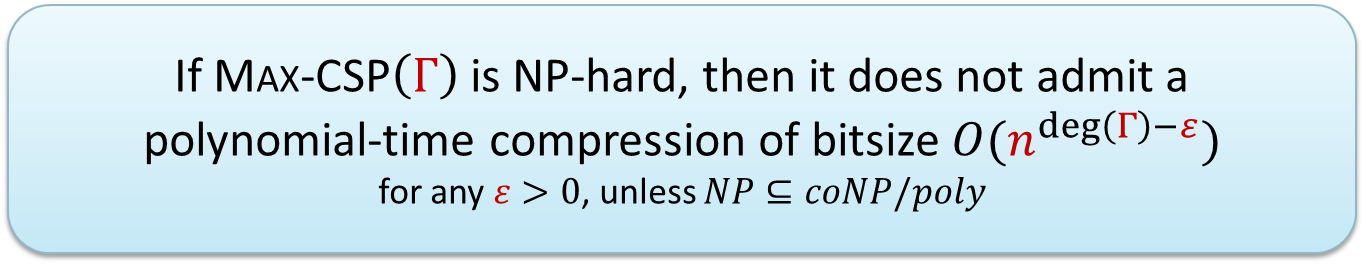 If MAX-CSP(Γ) is NP-hard, then it does not admit a
polynomial-time compression of bitsize O(n^{deg(Γ)−ε})
for any ε > 0, unless NP ⊆ coNP/poly